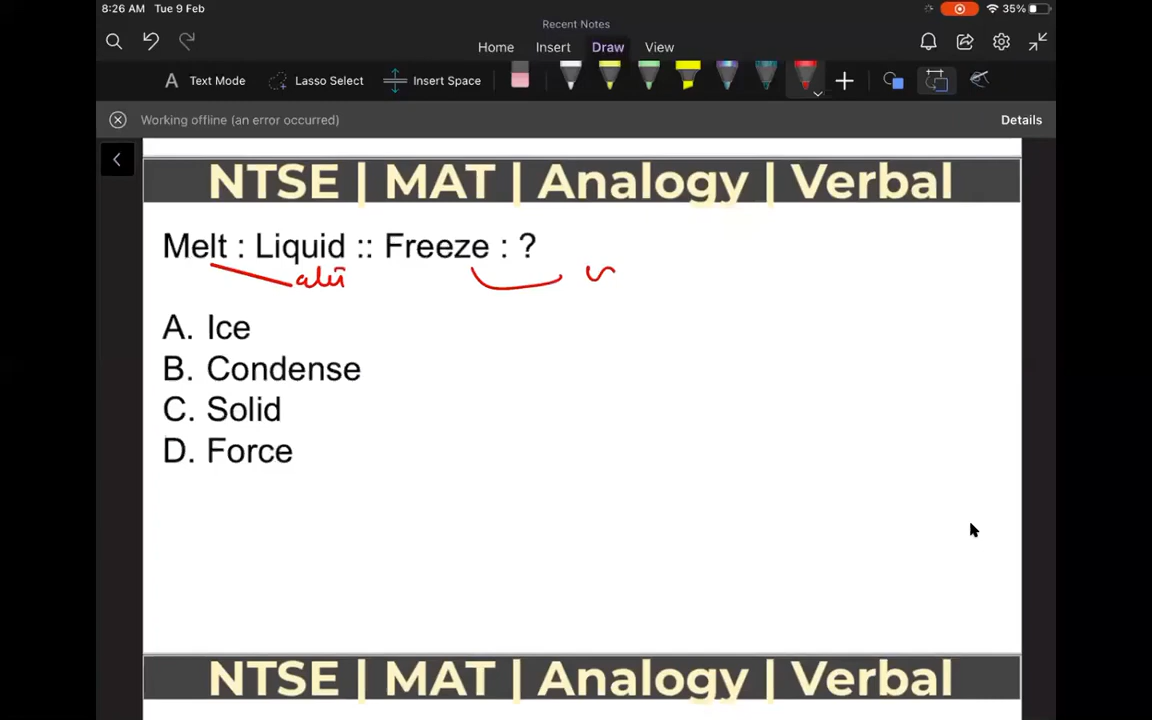 8:26 AM Tue 9 Feb
35%
Recent Notes
Home Insert Draw View
Text Mode Lasso Select Insert Space
Working offline (an error occurred) Details
NTSE | MAT | Analogy | Verbal
Melt : Liquid :: Freeze : ?
A. Ice
B. Condense
C. Solid
D. Force
NTSE | MAT | Analogy | Verbal